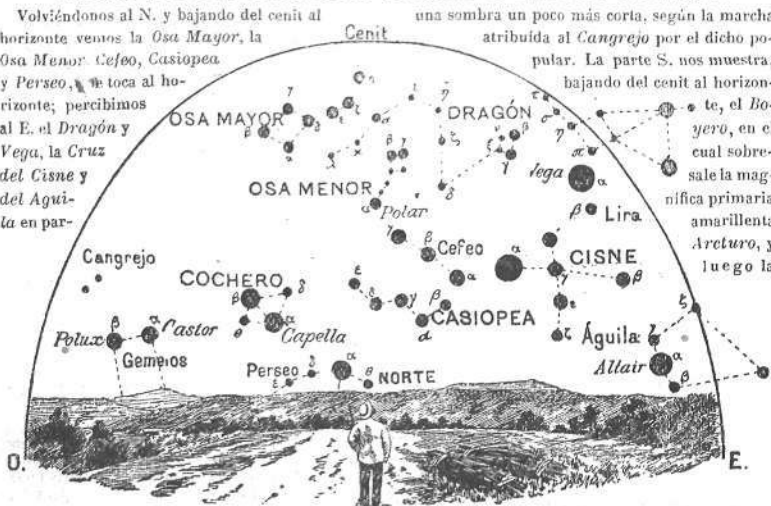 Volviéndonos al N. y bajando del cenit al
horizonte vemos la Osa Mayor, la
Osa Menor Cefeo, Casiopea
y Perseo, toca al ho-
rizonte; percibimos
al E. el Dragón y
Vega, la Cruz
del Cisne y
del Agui-
la en par-
una sombra un poco más corta, según la marcha
atribuída al Cangrejo por el dicho po-
pular. La parte S. nos muestra,
bajando del cenit al horizon-
te, el Bo-
yero, en el
cual sobre-
sale la mag-
nífica primaria
amarillenta
Arcturo, y
luego la
Cenit
OSA MAYOR
DRAGÓN
OSA MENOR
Polar
Vega
α
β
Lira
Cangrejo
COCHERO
β
δ
θ
α
Capella
γ
β
Cefeo
α
α
CISNE
γ
β
ε
ζ
ε
δ
γ
β
α
CASIOPEA
Polux
β
α
Castor
Gemeios
Perseo
ε
δ
α
θ
NORTE
Águila
ζ
α
Altair
β
O.
E.